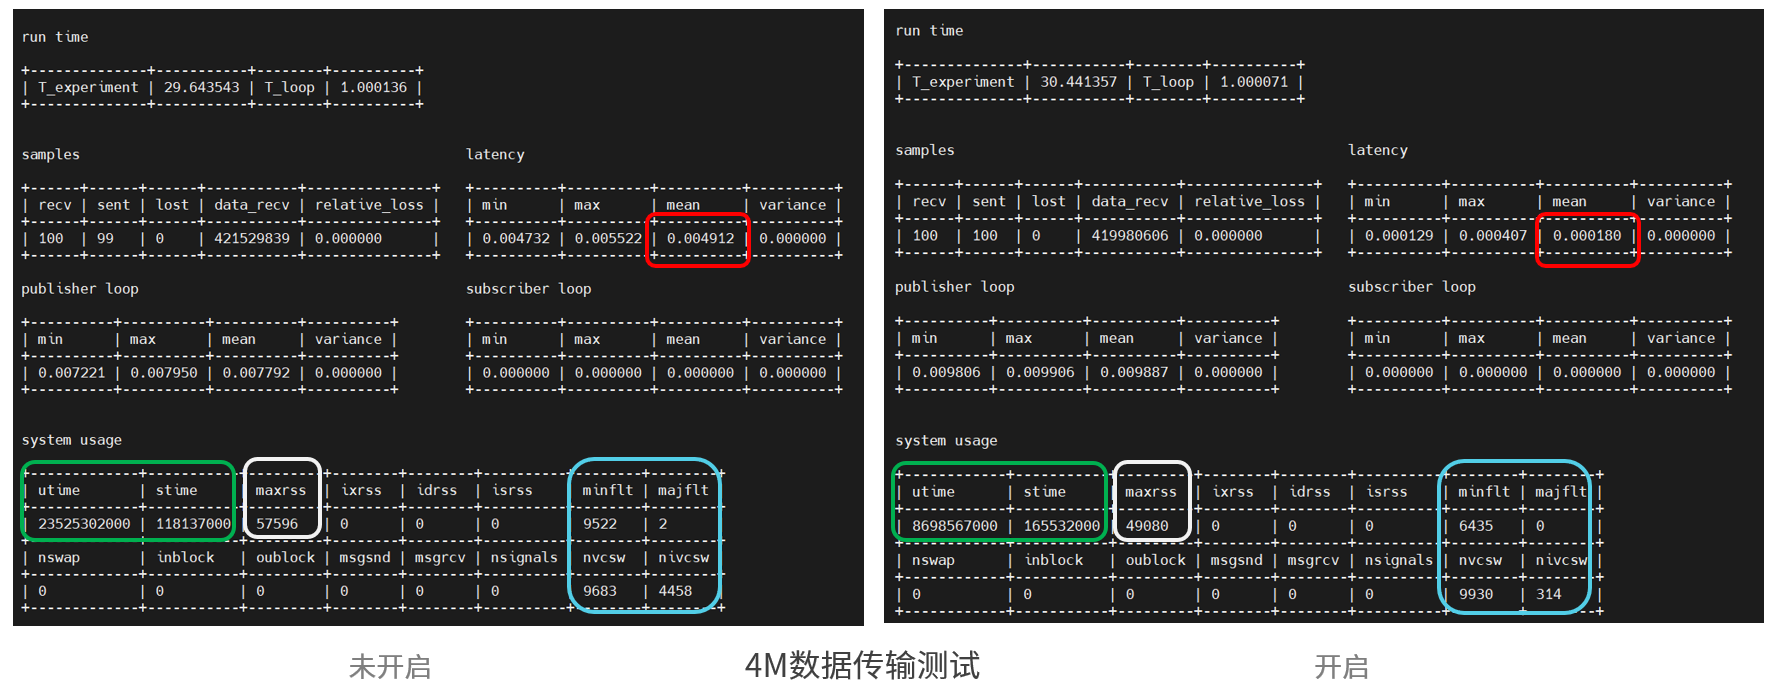 run time
+--------------+-----------+--------+----------+
| T_experiment | 29.643543 | T_loop | 1.000136 |
+--------------+-----------+--------+----------+
samples latency
+------+------+------+-----------+---------------+ +----------+----------+----------+----------+
| recv | sent | lost | data_recv | relative_loss | | min | max | mean | variance |
+------+------+------+-----------+---------------+ +----------+----------+----------+----------+
| 100 | 99 | 0 | 421529839 | 0.000000 | | 0.004732 | 0.005522 | 0.004912 | 0.000000 |
+------+------+------+-----------+---------------+ +----------+----------+----------+----------+
publisher loop subscriber loop
+----------+----------+----------+----------+ +----------+----------+----------+----------+
| min | max | mean | variance | | min | max | mean | variance |
+----------+----------+----------+----------+ +----------+----------+----------+----------+
| 0.007221 | 0.007950 | 0.007792 | 0.000000 | | 0.000000 | 0.000000 | 0.000000 | 0.000000 |
+----------+----------+----------+----------+ +----------+----------+----------+----------+
system usage
+-------------+-----------+---------+--------+--------+----------+--------+--------+
| utime | stime | maxrss | ixrss | idrss | isrss | minflt | majflt |
+-------------+-----------+---------+--------+--------+----------+--------+--------+
| 23525302000 | 118137000 | 57596 | 0 | 0 | 0 | 9522 | 2 |
+-------------+-----------+---------+--------+--------+----------+--------+--------+
| nswap | inblock | oublock | msgsnd | msgrcv | nsignals | nvcsw | nivcsw |
+-------------+-----------+---------+--------+--------+----------+--------+--------+
| 0 | 0 | 0 | 0 | 0 | 0 | 9683 | 4458 |
+-------------+-----------+---------+--------+--------+----------+--------+--------+
run time
+--------------+-----------+--------+----------+
| T_experiment | 30.441357 | T_loop | 1.000071 |
+--------------+-----------+--------+----------+
samples latency
+------+------+------+-----------+---------------+ +----------+----------+----------+----------+
| recv | sent | lost | data_recv | relative_loss | | min | max | mean | variance |
+------+------+------+-----------+---------------+ +----------+----------+----------+----------+
| 100 | 100 | 0 | 419980606 | 0.000000 | | 0.000129 | 0.000407 | 0.000180 | 0.000000 |
+------+------+------+-----------+---------------+ +----------+----------+----------+----------+
publisher loop subscriber loop
+----------+----------+----------+----------+ +----------+----------+----------+----------+
| min | max | mean | variance | | min | max | mean | variance |
+----------+----------+----------+----------+ +----------+----------+----------+----------+
| 0.009806 | 0.009906 | 0.009887 | 0.000000 | | 0.000000 | 0.000000 | 0.000000 | 0.000000 |
+----------+----------+----------+----------+ +----------+----------+----------+----------+
system usage
+------------+-----------+---------+--------+--------+----------+-------+--------+
| utime | stime | maxrss | ixrss | idrss | isrss | minflt | majflt |
+------------+-----------+---------+--------+--------+----------+-------+--------+
| 8698567000 | 165532000 | 49080 | 0 | 0 | 0 | 6435 | 0 |
+------------+-----------+---------+--------+--------+----------+-------+--------+
| nswap | inblock | oublock | msgsnd | msgrcv | nsignals | nvcsw | nivcsw |
+------------+-----------+---------+--------+--------+----------+-------+--------+
| 0 | 0 | 0 | 0 | 0 | 0 | 9930 | 314 |
+------------+-----------+---------+--------+--------+----------+-------+--------+
未开启 4M数据传输测试 开启